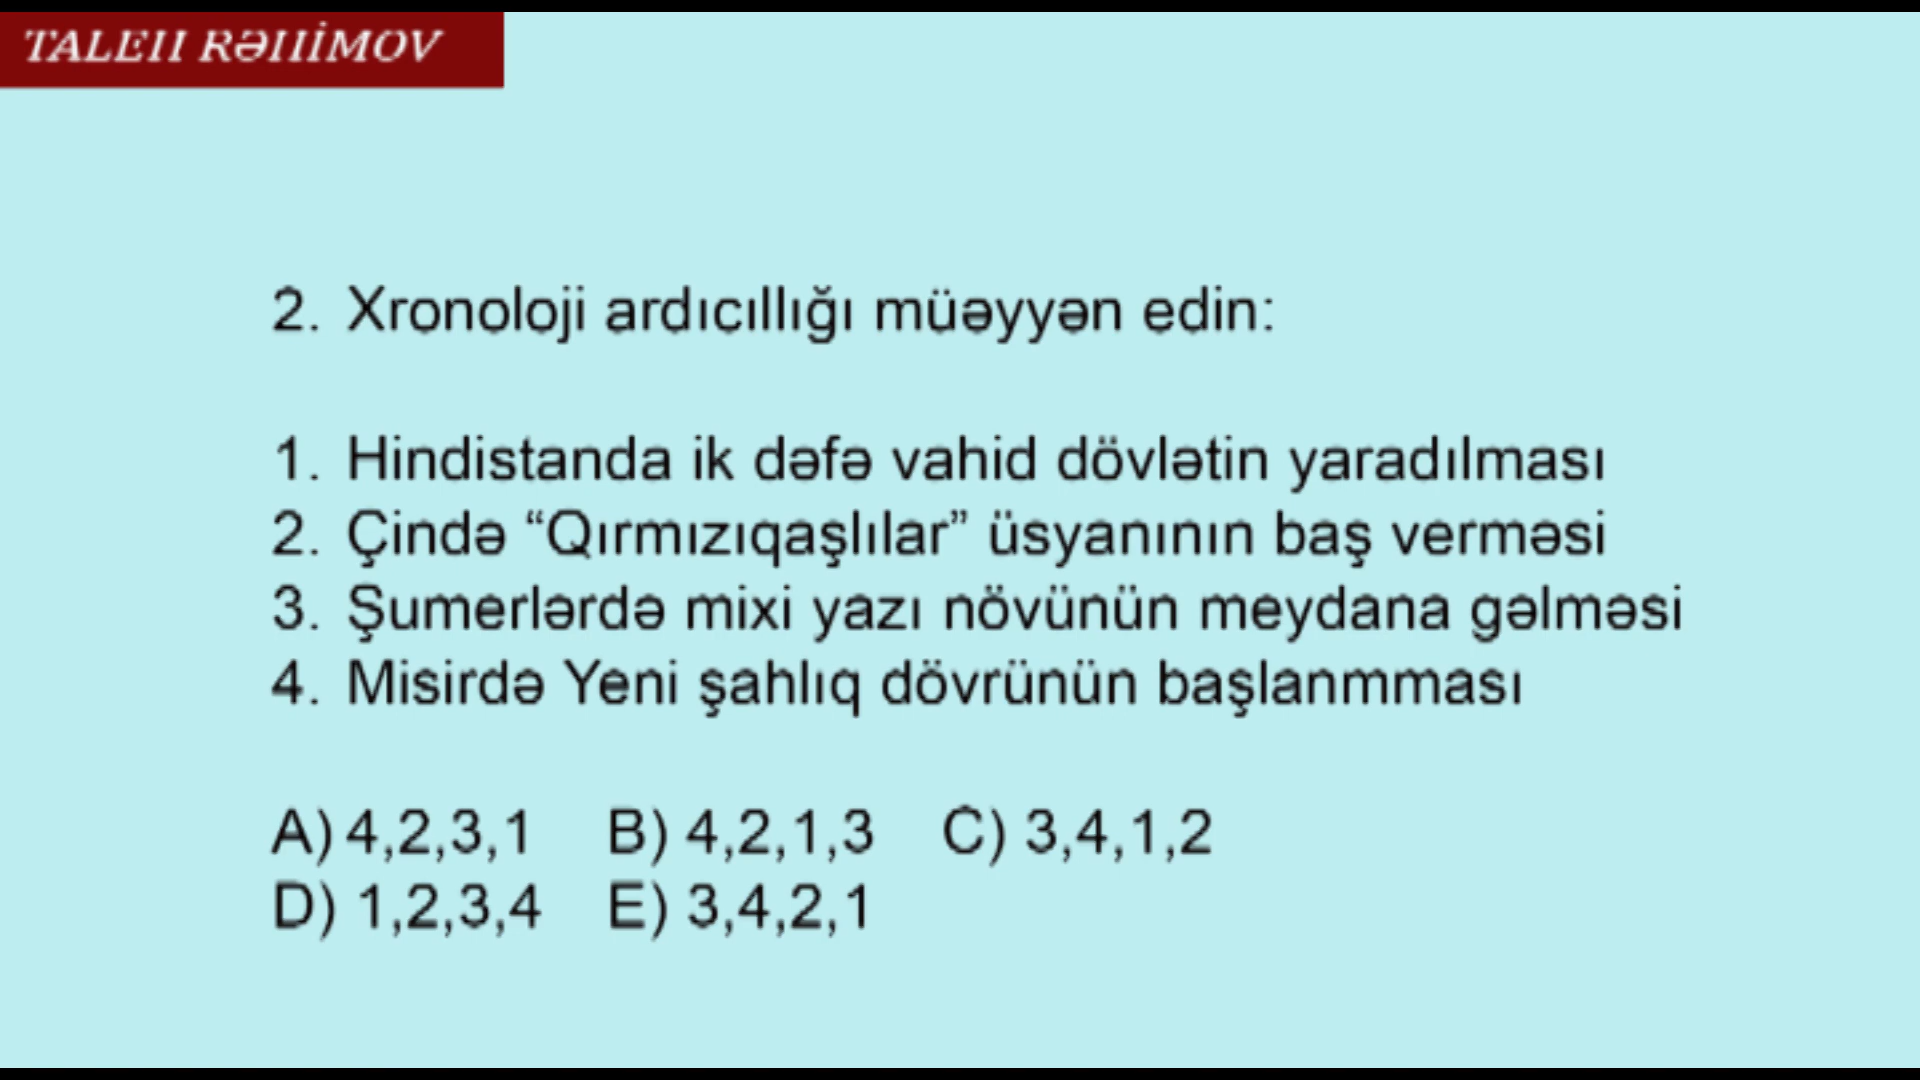 TALEH RƏHİMOV
2. Xronoloji ardıcıllığı müəyyən edin:
1. Hindistanda ik dəfə vahid dövlətin yaradılması
2. Çində “Qırmızıqaşlılar” üsyanının baş verməsi
3. Şumerlərdə mixi yazı növünün meydana gəlməsi
4. Misirdə Yeni şahlıq dövrünün başlanmması
A) 4,2,3,1 B) 4,2,1,3 C) 3,4,1,2
D) 1,2,3,4 E) 3,4,2,1